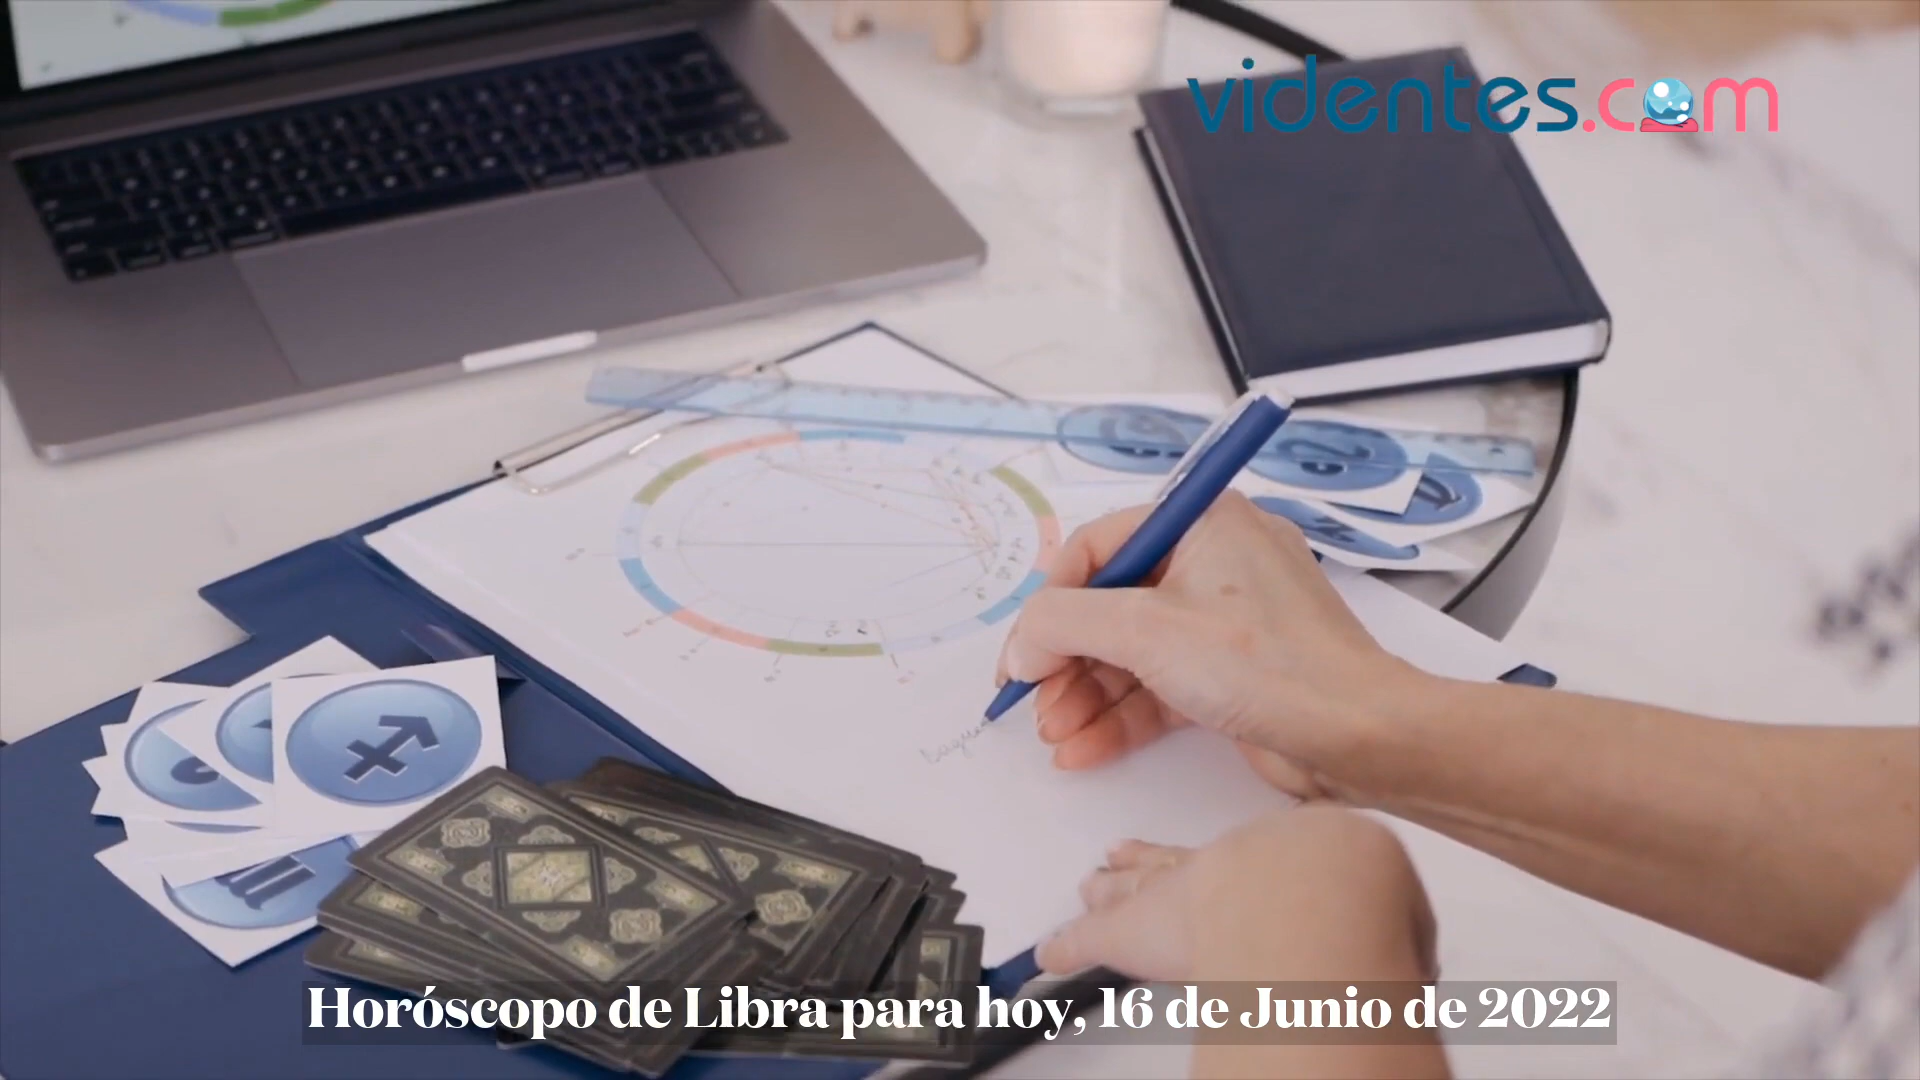 videntes.com
Horóscopo de Libra para hoy, 16 de Junio de 2022